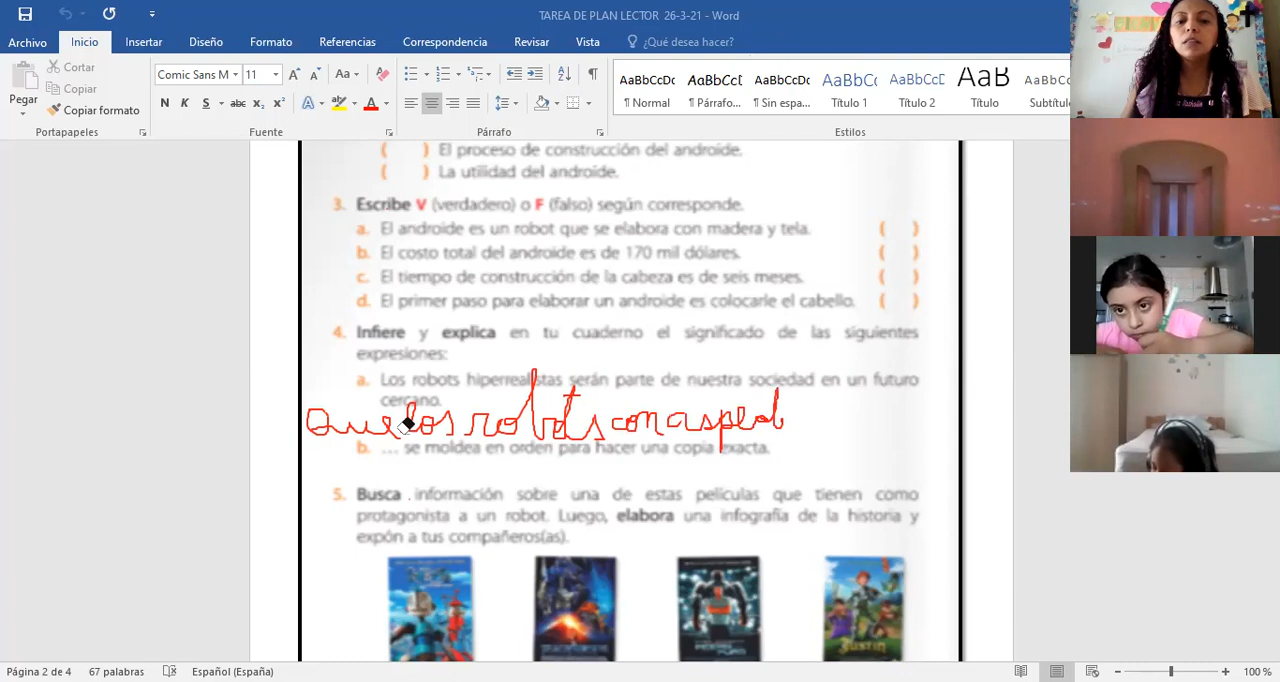 TAREA DE PLAN LECTOR 26-3-21 - Word
Archivo Inicio Insertar Diseño Formato Referencias Correspondencia Revisar Vista ¿Qué desea hacer?
Pegar
Cortar
Copiar
Copiar formato
Portapapeles
Comic Sans M 11 Aa
N K S abc x₂ x² A A
Fuente
Párrafo
AaBbCcDc AaBbCcD AaBbCcDc AaBbC AaBbCcE AaB AaBbCc
¶ Normal ¶ Párrafo... ¶ Sin espa... Título 1 Título 2 Título Subtítul
Estilos
( ) El proceso de construcción del androide.
( ) La utilidad del androide.
3. Escribe V (verdadero) o F (falso) según corresponde.
a. El androide es un robot que se elabora con madera y tela. ( )
b. El costo total del androide es de 170 mil dólares. ( )
c. El tiempo de construcción de la cabeza es de seis meses. ( )
d. El primer paso para elaborar un androide es colocarle el cabello. ( )
4. Infiere y explica en tu cuaderno el significado de las siguientes
expresiones:
a. Los robots hiperrealistas serán parte de nuestra sociedad en un futuro
cercano.
Que los robots con
b. ... se moldea en orden para hacer una copia exacta.
5. Busca . información sobre una de estas películas que tienen como
protagonista a un robot. Luego, elabora una infografía de la historia y
expón a tus compañeros(as).
JUSTIN
Página 2 de 4 67 palabras Español (España) 100 %